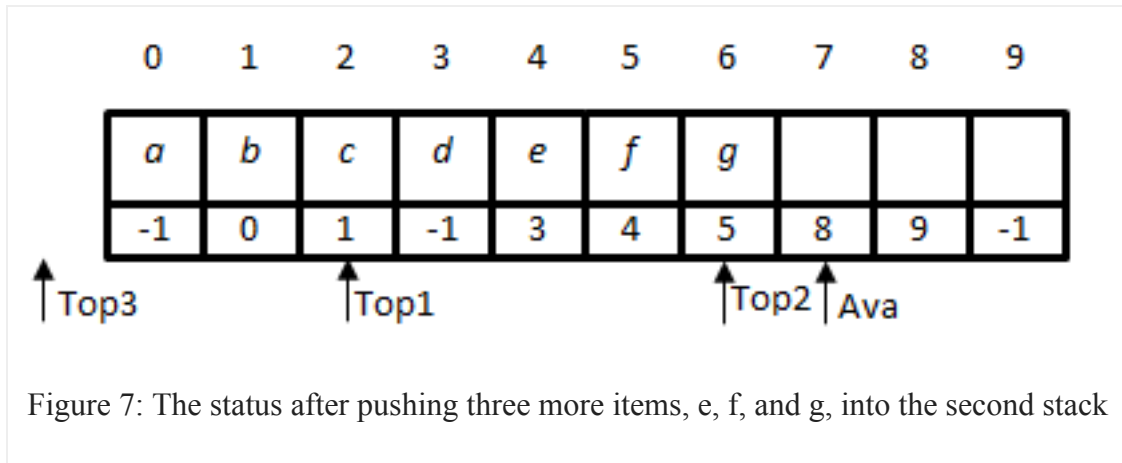 0 1 2 3 4 5 6 7 8 9
a b c d e f g
-1 0 1 -1 3 4 5 8 9 -1
Top3 Top1 Top2 Ava
Figure 7: The status after pushing three more items, e, f, and g, into the second stack